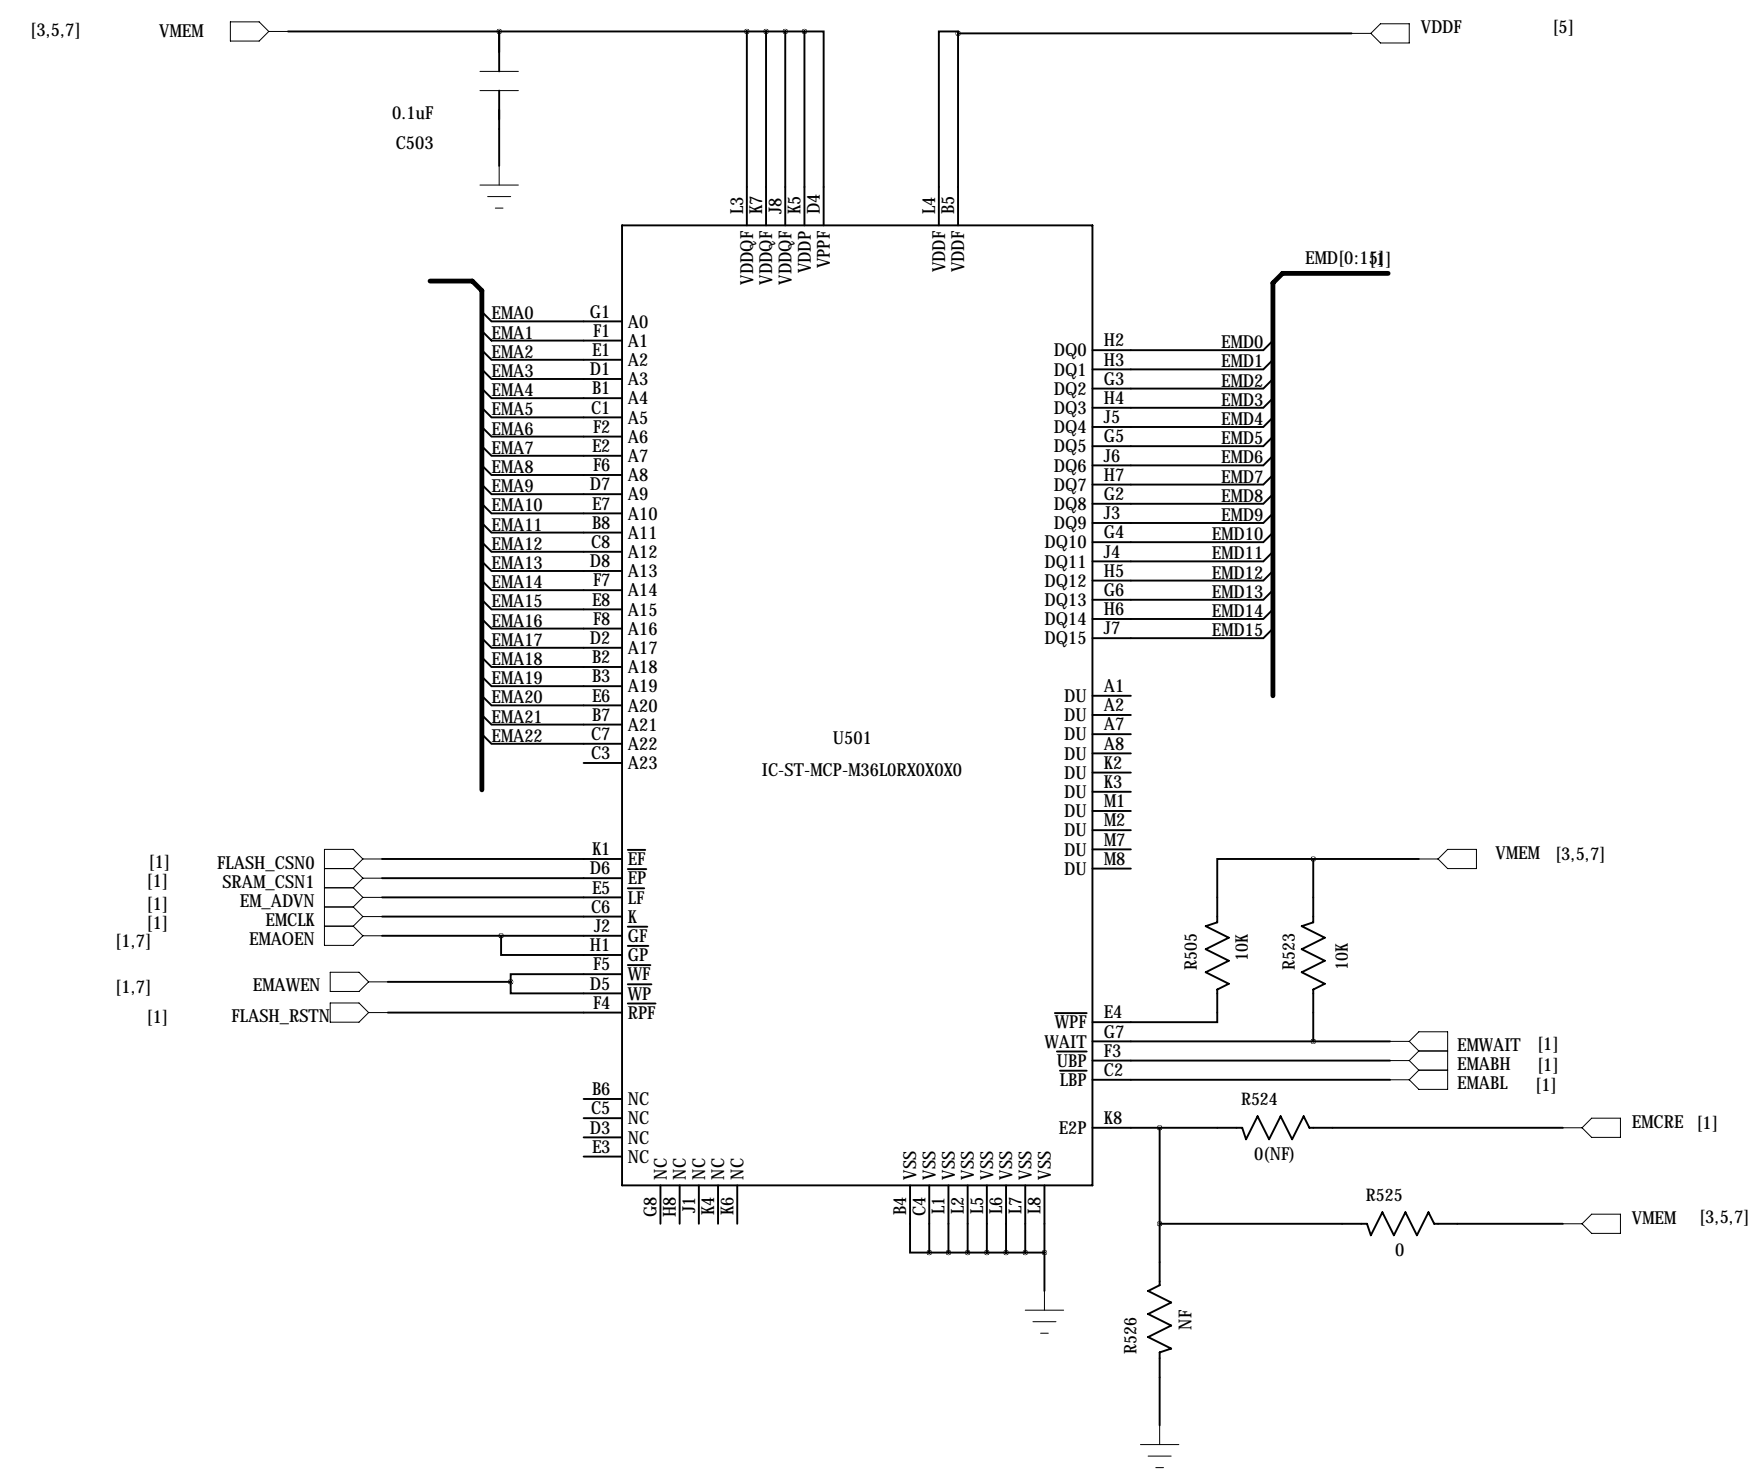 [3,5,7] VMEM
VDDF [5]
0.1uF
C503
L3 K7 J8 K5 D4
L4 B5
VDDQF VDDQF VDDQF VDDP VPPF
VDDF VDDF
EMD[0:15]
[1]
EMA0 G1 A0
EMA1 F1 A1
EMA2 E1 A2
EMA3 D1 A3
EMA4 B1 A4
EMA5 C1 A5
EMA6 F2 A6
EMA7 E2 A7
EMA8 F6 A8
EMA9 D7 A9
EMA10 E7 A10
EMA11 B8 A11
EMA12 C8 A12
EMA13 D8 A13
EMA14 F7 A14
EMA15 E8 A15
EMA16 F8 A16
EMA17 D2 A17
EMA18 B2 A18
EMA19 B3 A19
EMA20 E6 A20
EMA21 B7 A21
EMA22 C7 A22
C3 A23
DQ0 H2 EMD0
DQ1 H3 EMD1
DQ2 G3 EMD2
DQ3 H4 EMD3
DQ4 J5 EMD4
DQ5 G5 EMD5
DQ6 J6 EMD6
DQ7 H7 EMD7
DQ8 G2 EMD8
DQ9 J3 EMD9
DQ10 G4 EMD10
DQ11 J4 EMD11
DQ12 H5 EMD12
DQ13 G6 EMD13
DQ14 H6 EMD14
DQ15 J7 EMD15
DU A1
DU A2
DU A7
DU A8
DU K2
DU K3
DU M1
DU M2
DU M7
DU M8
U501
IC-ST-MCP-M36L0RX0X0X0
[1] FLASH_CSN0 K1 EF
[1] SRAM_CSN1 D6 EP
[1] EM_ADVN E5 LF
[1] EMCLK C6 K
[1,7] EMAOEN J2 GF
H1 GP
F5 WF
[1,7] EMAWEN D5 WP
[1] FLASH_RSTN F4 RPF
VMEM [3,5,7]
R505 10K
R523 10K
WPF E4
WAIT G7 EMWAIT [1]
UBP F3 EMABH [1]
LBP C2 EMABL [1]
B6 NC
C5 NC
D3 NC
E3 NC
R524
E2P K8 EMCRE [1]
0(NF)
NC NC NC NC NC
G8 H8 J1 K4 K6
VSS VSS VSS VSS VSS VSS VSS VSS
B4 C4 L1 L2 L5 L6 L7 L8
R525
VMEM [3,5,7]
0
R526 NF